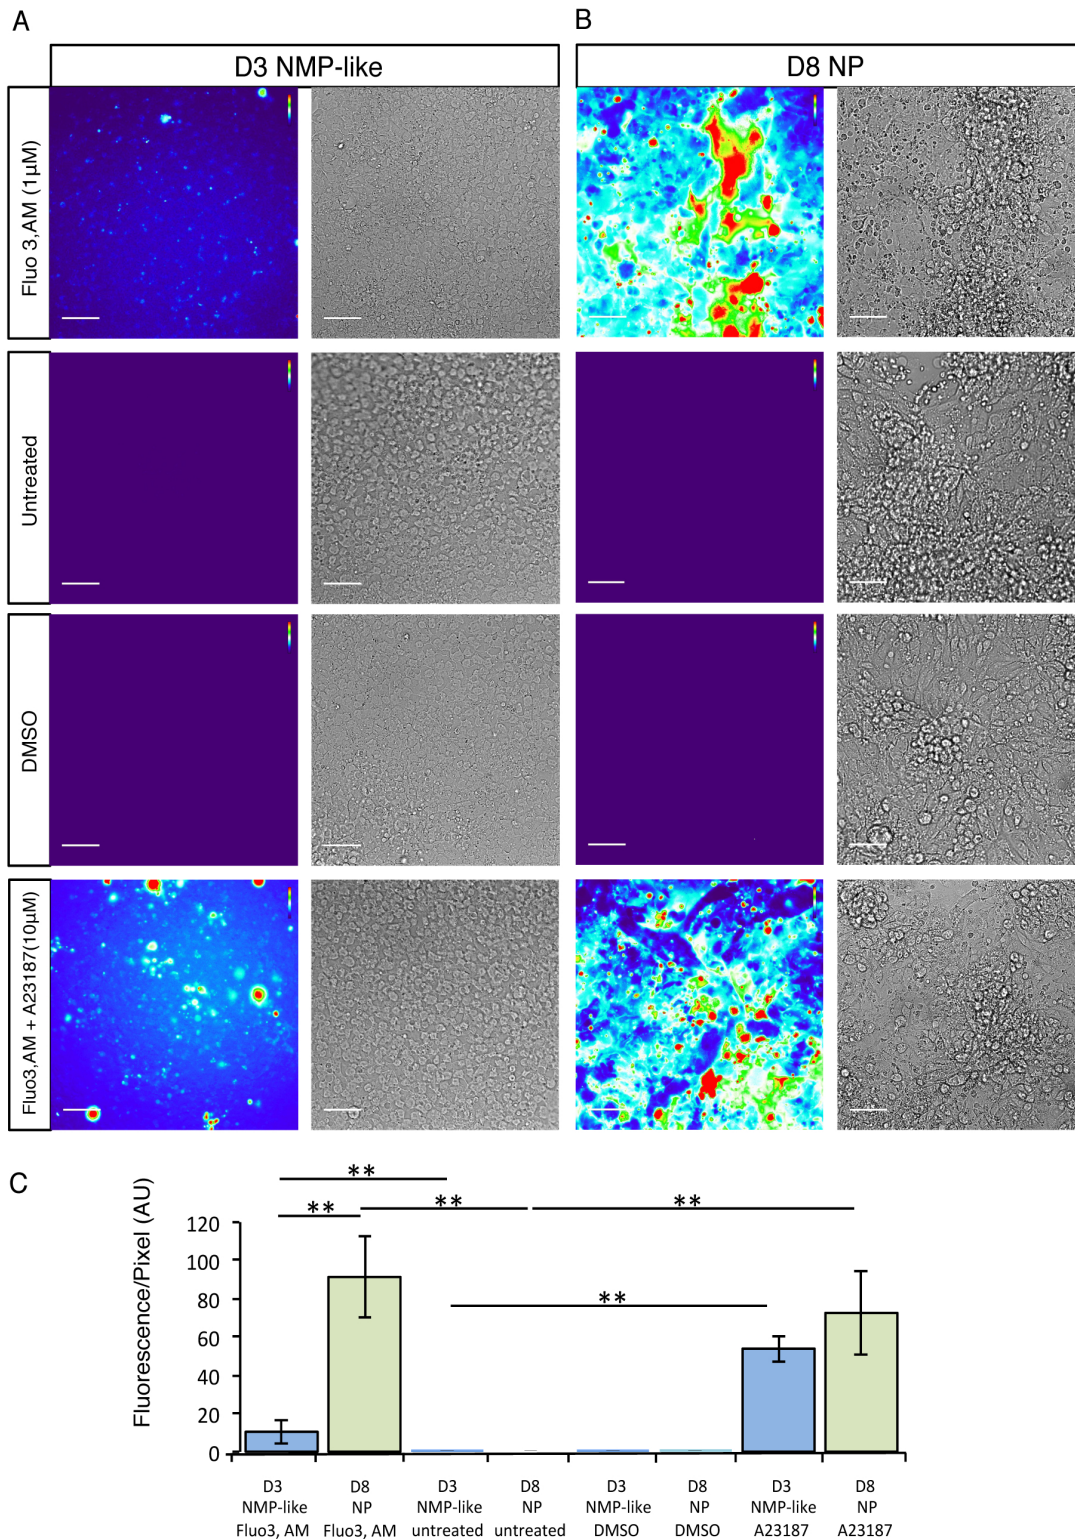 A
B
D3 NMP-like
D8 NP
Fluo 3,AM (1µM)
Untreated
DMSO
Fluo3,AM + A23187(10µM)
C
Fluorescence/Pixel (AU)
**
** ** **
**
120
100
80
60
40
20
0
D3 D8 D3 D8 D3 D8 D3 D8
NMP-like NP NMP-like NP NMP-like NP NMP-like NP
Fluo3, AM Fluo3, AM untreated untreated DMSO DMSO A23187 A23187